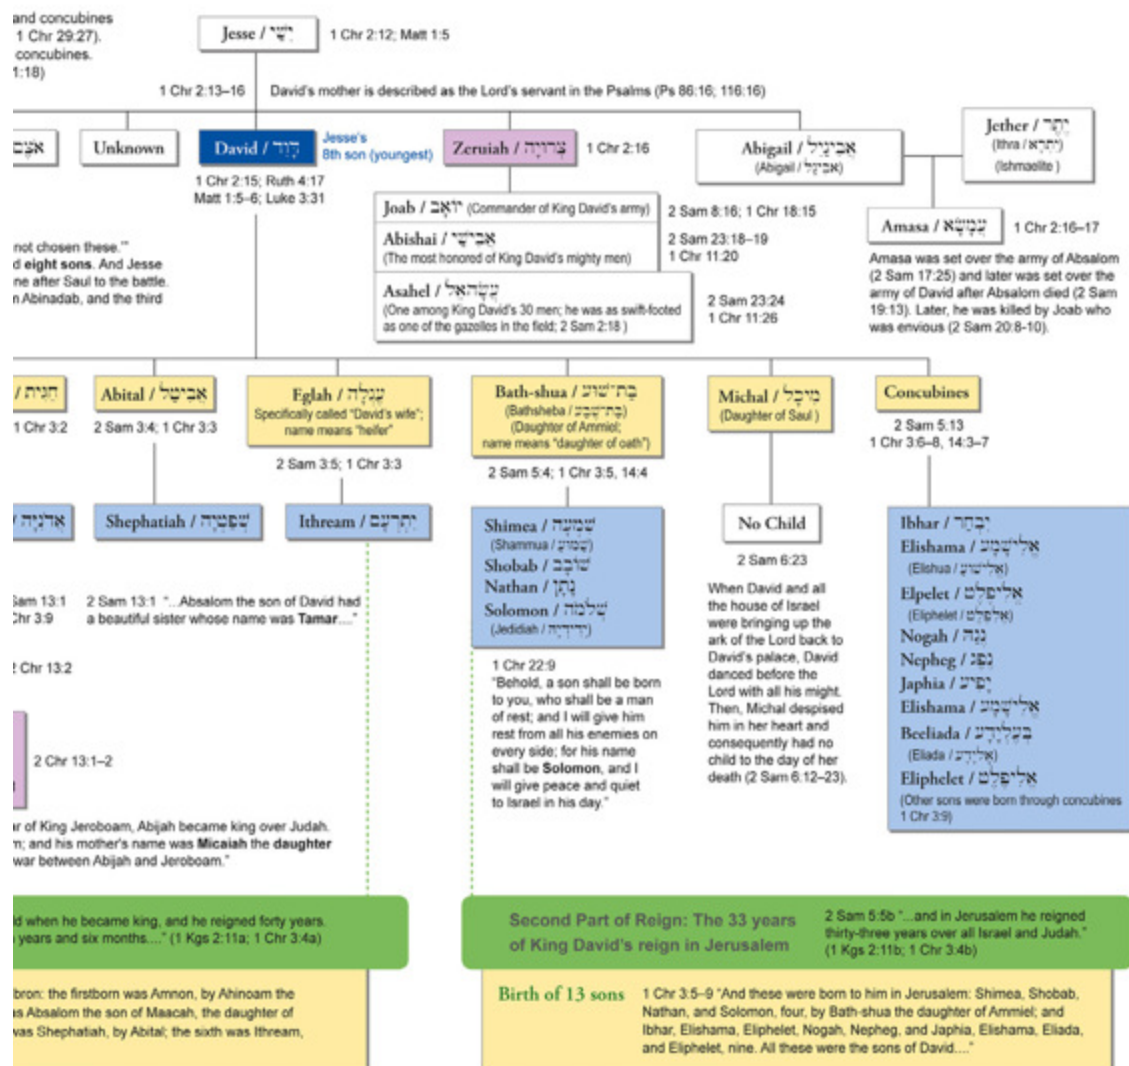 and concubines
1 Chr 29:27).
concubines.
1:18)
Jesse / יִשַׁי
1 Chr 2:12; Matt 1:5
1 Chr 2:13–16
David's mother is described as the Lord's servant in the Psalms (Ps 86:16; 116:16)
אֹצֶם
Unknown
David / דָּוִד
Jesse's
8th son (youngest)
1 Chr 2:15; Ruth 4:17
Matt 1:5–6; Luke 3:31
Zeruiah / צְרוּיָה
1 Chr 2:16
Abigail / אֲבִיגַיִל
(Abigail / אֲבִיגַל)
Jether / יֶתֶר
(Ithra / יִתְרָא)
(Ishmaelite )
Joab / יוֹאָב (Commander of King David's army)
2 Sam 8:16; 1 Chr 18:15
Abishai / אֲבִישַׁי
(The most honored of King David's mighty men)
2 Sam 23:18–19
1 Chr 11:20
Asahel / עֲשָׂהאֵל
(One among King David's 30 men; he was as swift-footed
as one of the gazelles in the field; 2 Sam 2:18 )
2 Sam 23:24
1 Chr 11:26
Amasa / עֲמָשָׂא
1 Chr 2:16–17
Amasa was set over the army of Absalom
(2 Sam 17:25) and later was set over the
army of David after Absalom died (2 Sam
19:13). Later, he was killed by Joab who
was envious (2 Sam 20:8-10).
not chosen these.'"
d eight sons. And Jesse
ne after Saul to the battle.
n Abinadab, and the third
/ חַגִּית
1 Chr 3:2
Abital / אֲבִיטַל
2 Sam 3:4; 1 Chr 3:3
Eglah / עֶגְלָה
Specifically called "David's wife";
name means "heifer"
2 Sam 3:5; 1 Chr 3:3
Bath-shua / בַּת־שׁוּעַ
(Bathsheba / בַּת־שֶׁבַע)
(Daughter of Ammiel;
name means "daughter of oath")
2 Sam 5:4; 1 Chr 3:5, 14:4
Michal / מִיכַל
(Daughter of Saul )
Concubines
2 Sam 5:13
1 Chr 3:6–8, 14:3–7
/ אֲדֹנִיָּה
Shephatiah / שְׁפַטְיָה
Ithream / יִתְרְעָם
Shimea / שִׁמְעָה
(Shammua / שַׁמּוּעַ)
Shobab / שׁוֹבָב
Nathan / נָתָן
Solomon / שְׁלֹמֹה
(Jedidiah / יְדִידְיָהּ)
No Child
2 Sam 6:23
When David and all
the house of Israel
were bringing up the
ark of the Lord back to
David's palace, David
danced before the
Lord with all his might.
Then, Michal despised
him in her heart and
consequently had no
child to the day of her
death (2 Sam 6:12–23).
Ibhar / יִבְחַר
Elishama / אֱלִישָׁמָע
(Elishua / אֱלִישׁוּעַ)
Elpelet / אֱלִיפֶלֶט
(Eliphelet / אֶלְפֶּלֶט)
Nogah / נֹגַהּ
Nepheg / נֶפֶג
Japhia / יָפִיעַ
Elishama / אֱלִישָׁמָע
Beeliada / בְּעֶלְיָדָע
(Eliada / אֶלְיָדָע)
Eliphelet / אֱלִיפֶלֶט
(Other sons were born through concubines
1 Chr 3:9)
Sam 13:1
Chr 3:9
2 Sam 13:1 "...Absalom the son of David had
a beautiful sister whose name was Tamar...."
2 Chr 13:2
1 Chr 22:9
"Behold, a son shall be born
to you, who shall be a man
of rest; and I will give him
rest from all his enemies on
every side; for his name
shall be Solomon, and I
will give peace and quiet
to Israel in his day."
2 Chr 13:1–2
ar of King Jeroboam, Abijah became king over Judah.
m; and his mother's name was Micaiah the daughter
war between Abijah and Jeroboam."
ld when he became king, and he reigned forty years.
years and six months...." (1 Kgs 2:11a; 1 Chr 3:4a)
Second Part of Reign: The 33 years
of King David's reign in Jerusalem
2 Sam 5:5b "...and in Jerusalem he reigned
thirty-three years over all Israel and Judah."
(1 Kgs 2:11b; 1 Chr 3:4b)
bron: the firstborn was Amnon, by Ahinoam the
as Absalom the son of Maacah, the daughter of
was Shephatiah, by Abital; the sixth was Ithream,
Birth of 13 sons
1 Chr 3:5–9 "And these were born to him in Jerusalem: Shimea, Shobab,
Nathan, and Solomon, four, by Bath-shua the daughter of Ammiel; and
Ibhar, Elishama, Eliphelet, Nogah, Nepheg, and Japhia, Elishama, Eliada,
and Eliphelet, nine. All these were the sons of David...."